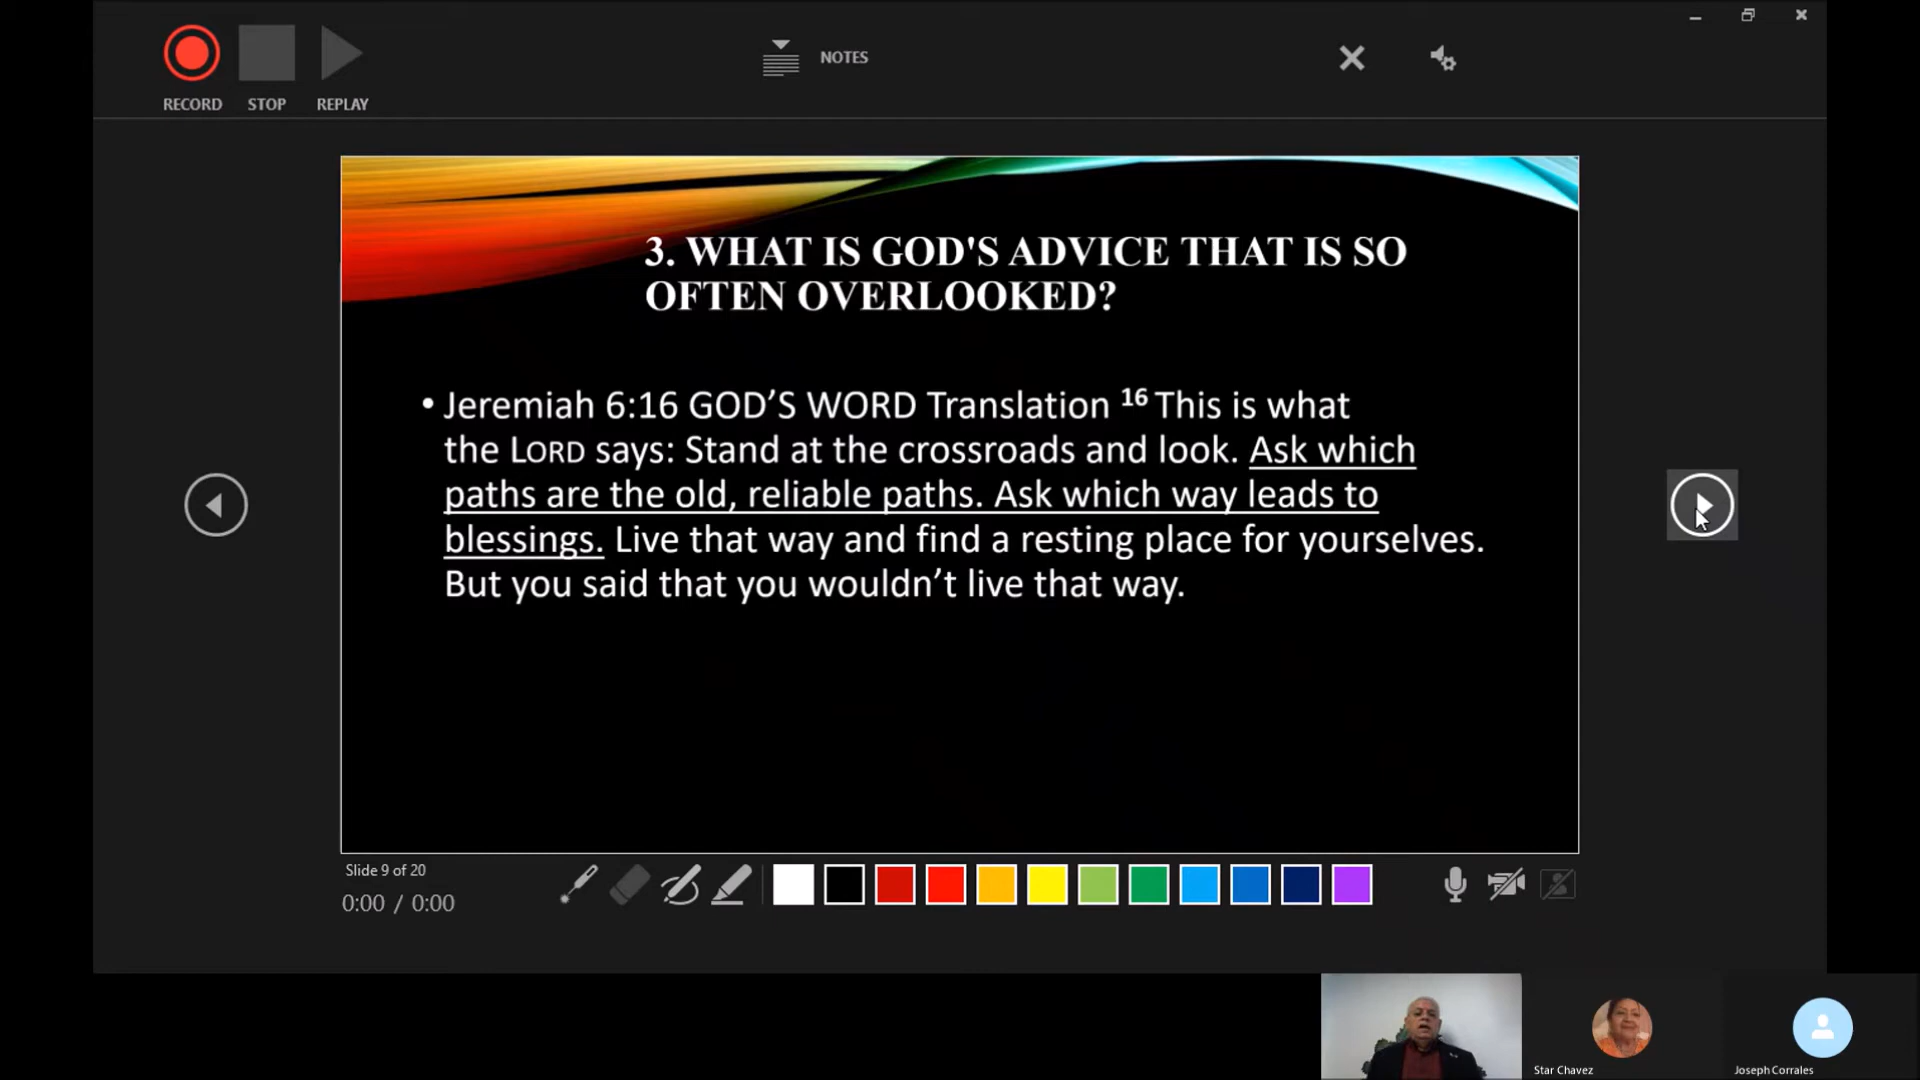 NOTES
RECORD STOP REPLAY
3. WHAT IS GOD'S ADVICE THAT IS SO
OFTEN OVERLOOKED?
• Jeremiah 6:16 GOD’S WORD Translation 16 This is what
the LORD says: Stand at the crossroads and look. Ask which
paths are the old, reliable paths. Ask which way leads to
blessings. Live that way and find a resting place for yourselves.
But you said that you wouldn’t live that way.
Slide 9 of 20
0:00 / 0:00
Star Chavez
Joseph Corrales